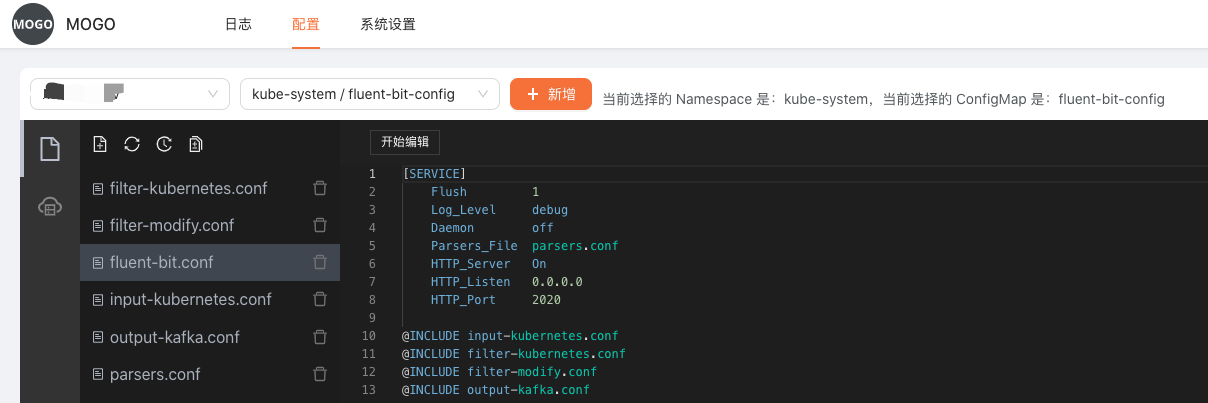 MOGO MOGO 日志 配置 系统设置
kube-system / fluent-bit-config + 新增 当前选择的 Namespace 是：kube-system，当前选择的 ConfigMap 是：fluent-bit-config
开始编辑
filter-kubernetes.conf
filter-modify.conf
fluent-bit.conf
input-kubernetes.conf
output-kafka.conf
parsers.conf
1 [SERVICE]
2 Flush 1
3 Log_Level debug
4 Daemon off
5 Parsers_File parsers.conf
6 HTTP_Server On
7 HTTP_Listen 0.0.0.0
8 HTTP_Port 2020
9
10 @INCLUDE input-kubernetes.conf
11 @INCLUDE filter-kubernetes.conf
12 @INCLUDE filter-modify.conf
13 @INCLUDE output-kafka.conf